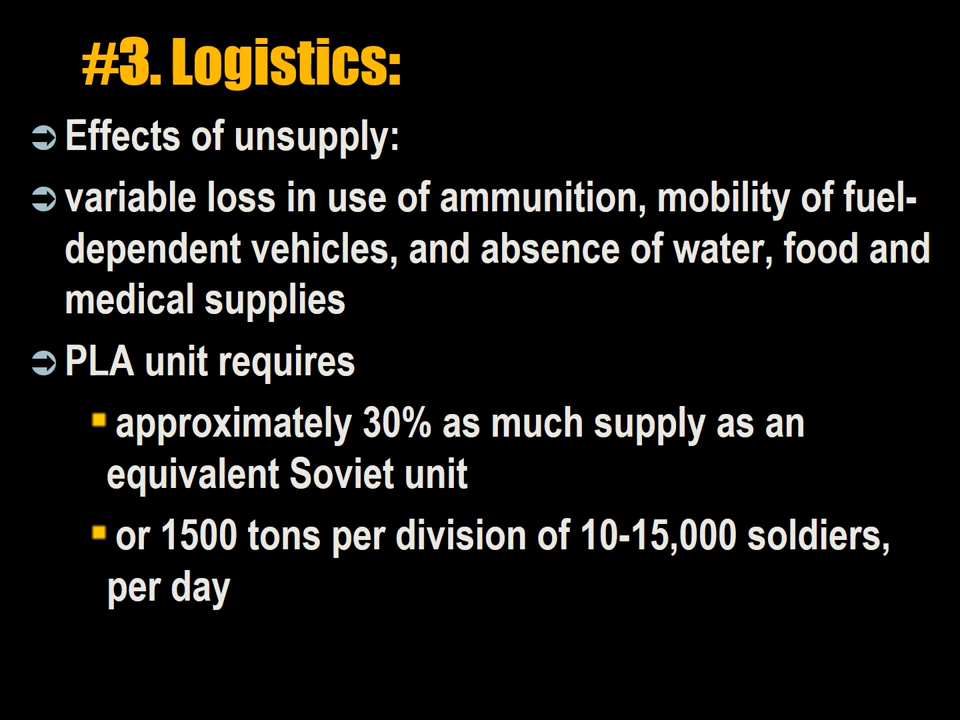 #3. Logistics:
Effects of unsupply:
variable loss in use of ammunition, mobility of fuel-
dependent vehicles, and absence of water, food and
medical supplies
PLA unit requires
approximately 30% as much supply as an
equivalent Soviet unit
or 1500 tons per division of 10-15,000 soldiers,
per day